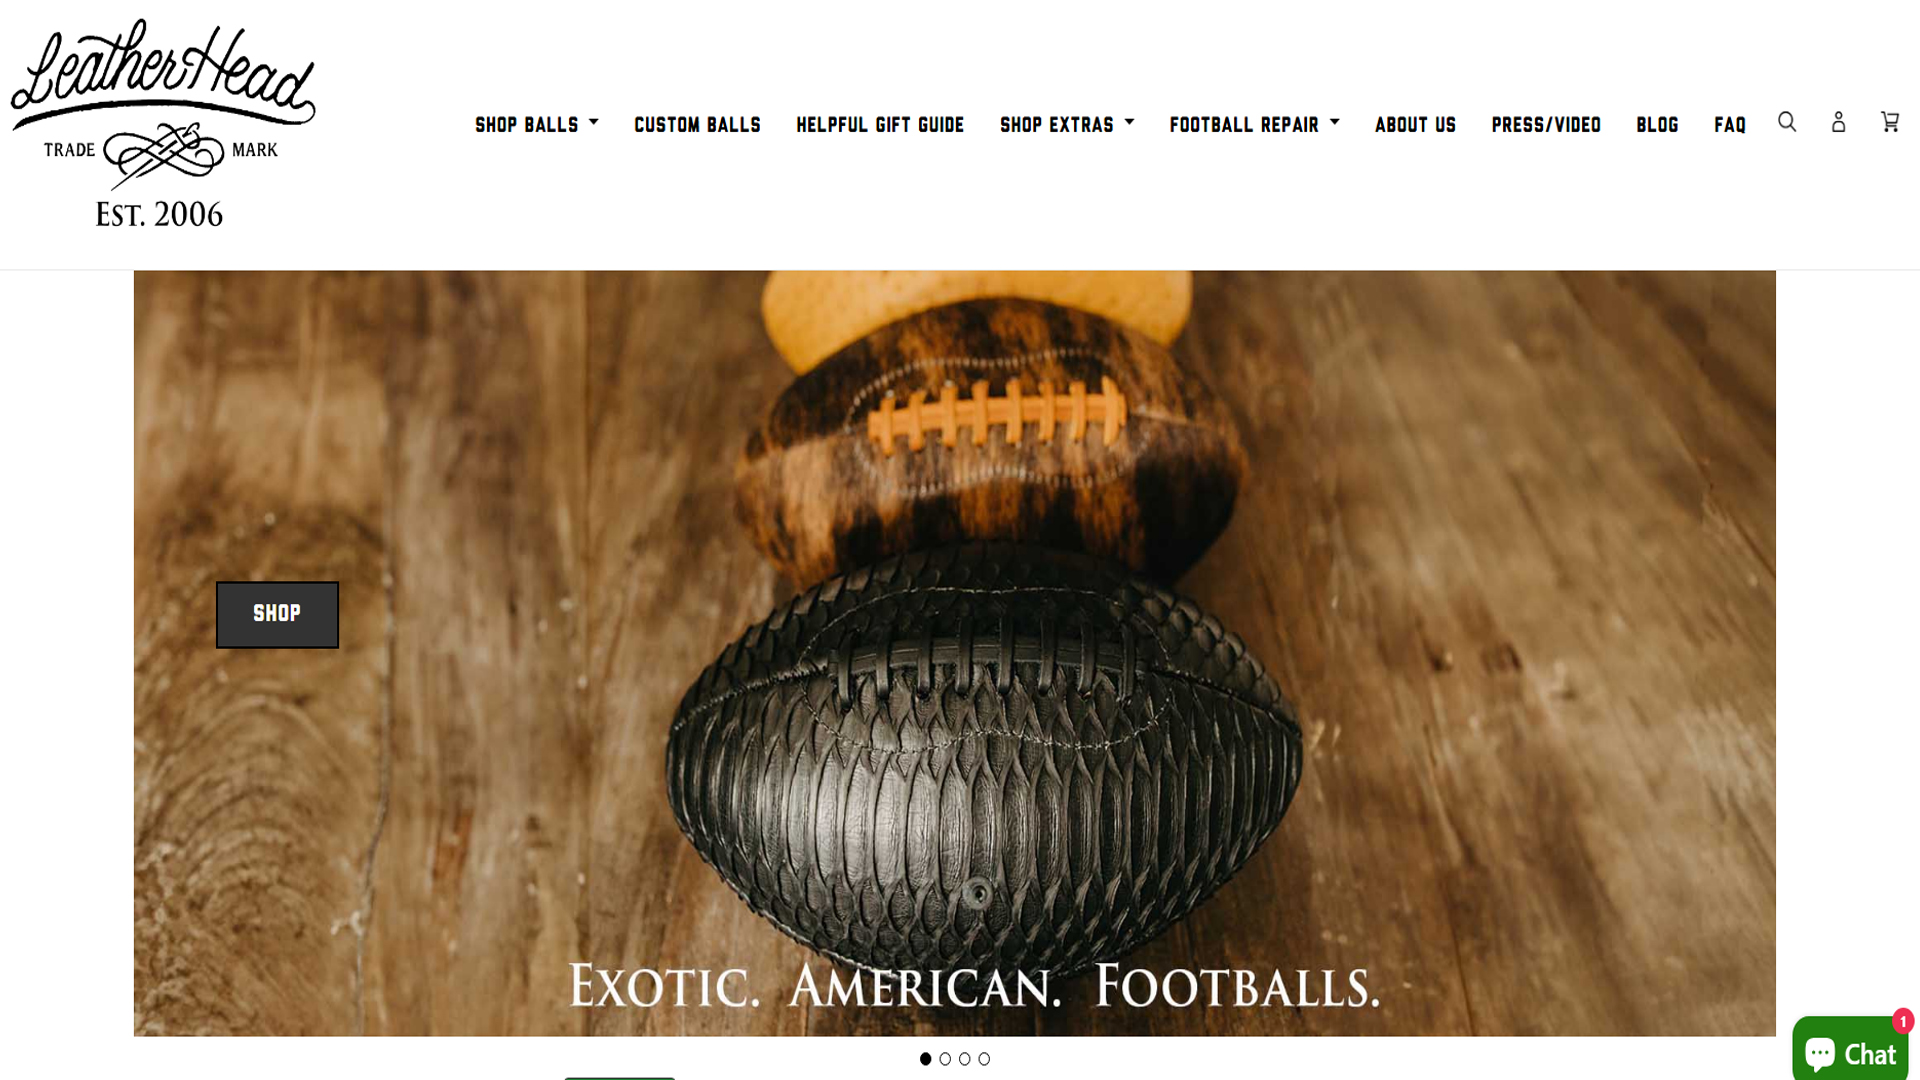 LeatherHead
TRADE MARK
EST. 2006
SHOP BALLS
CUSTOM BALLS
HELPFUL GIFT GUIDE
SHOP EXTRAS
FOOTBALL REPAIR
ABOUT US
PRESS/VIDEO
BLOG
FAQ
SHOP
EXOTIC. AMERICAN. FOOTBALLS.
1
Chat